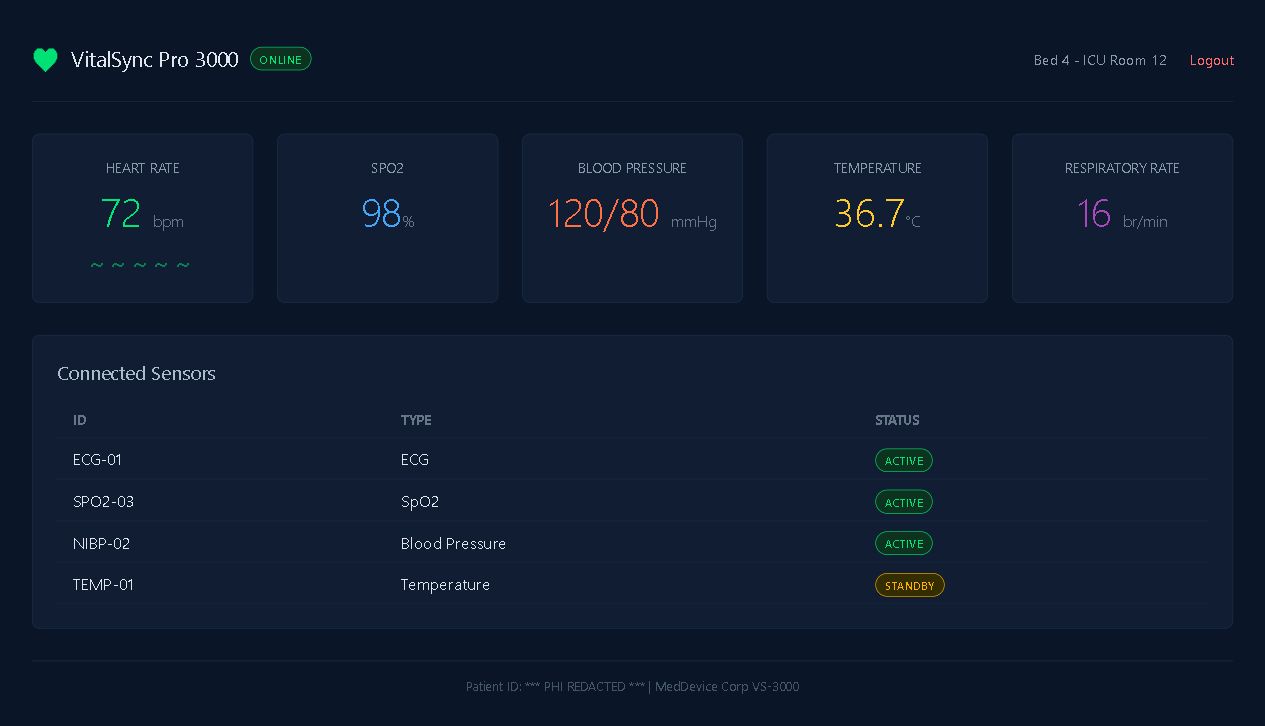 VitalSync Pro 3000 ONLINE Bed 4 - ICU Room 12 Logout
HEART RATE SPO2 BLOOD PRESSURE TEMPERATURE RESPIRATORY RATE
72 bpm 98% 120/80 mmHg 36.7°C 16 br/min
~ ~ ~ ~ ~
Connected Sensors
ID TYPE STATUS
ECG-01 ECG ACTIVE
SPO2-03 SpO2 ACTIVE
NIBP-02 Blood Pressure ACTIVE
TEMP-01 Temperature STANDBY
Patient ID: *** PHI REDACTED *** | MedDevice Corp VS-3000